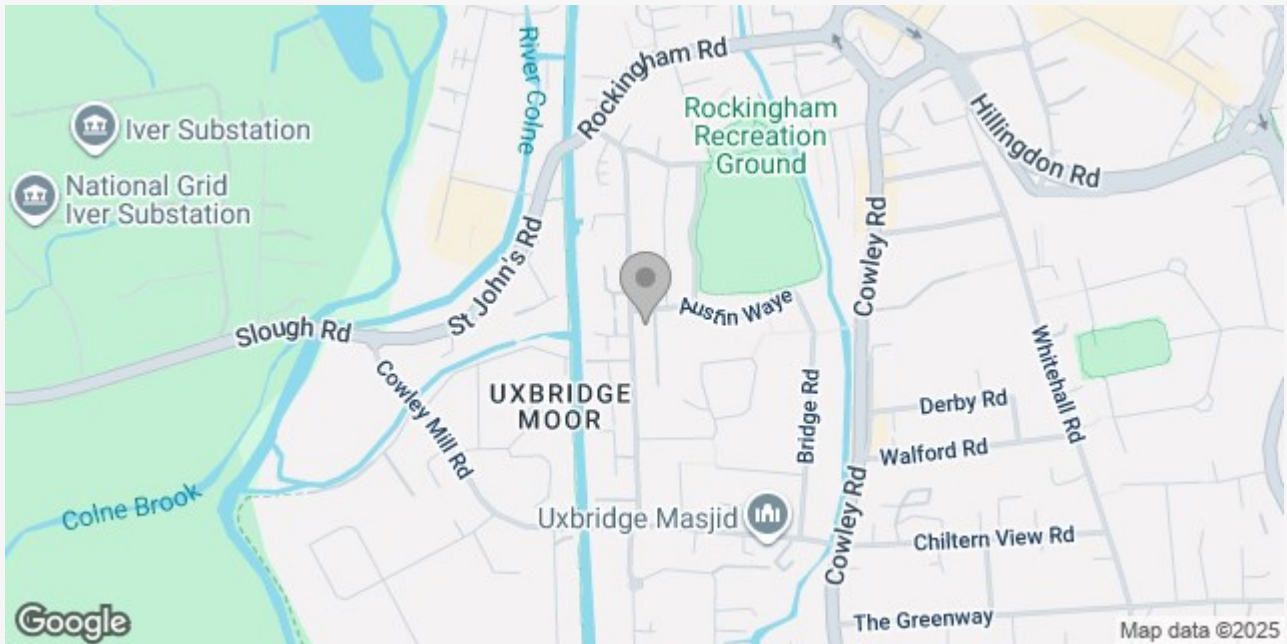 River Colne
Rockingham Rd
Iver Substation
Rockingham
Recreation
Ground
Hillingdon Rd
National Grid
Iver Substation
St John's Rd
Cowley Rd
Austin Waye
Slough Rd
Whitehall Rd
Cowley Mill Rd
UXBRIDGE
MOOR
Bridge Rd
Derby Rd
Walford Rd
Colne Brook
Uxbridge Masjid
Cowley Rd
Chiltern View Rd
The Greenway
Google
Map data ©2025